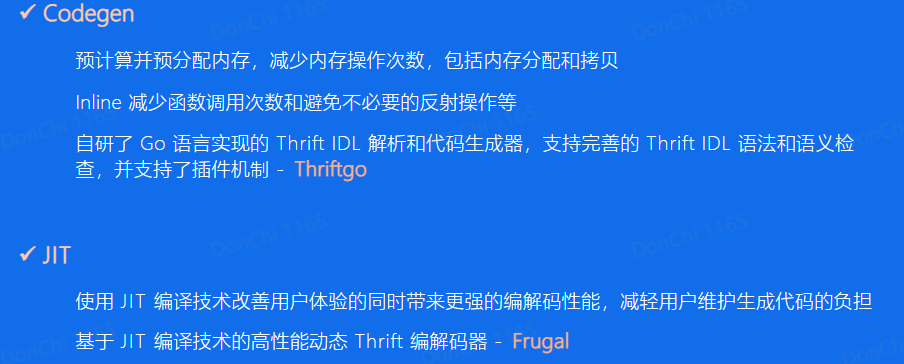 ✓ Codegen
预计算并预分配内存，减少内存操作次数，包括内存分配和拷贝
Inline 减少函数调用次数和避免不必要的反射操作等
自研了 Go 语言实现的 Thrift IDL 解析和代码生成器，支持完善的 Thrift IDL 语法和语义检
查，并支持了插件机制 - Thriftgo
✓ JIT
使用 JIT 编译技术改善用户体验的同时带来更强的编解码性能，减轻用户维护生成代码的负担
基于 JIT 编译技术的高性能动态 Thrift 编解码器 - Frugal
DonChi 1165